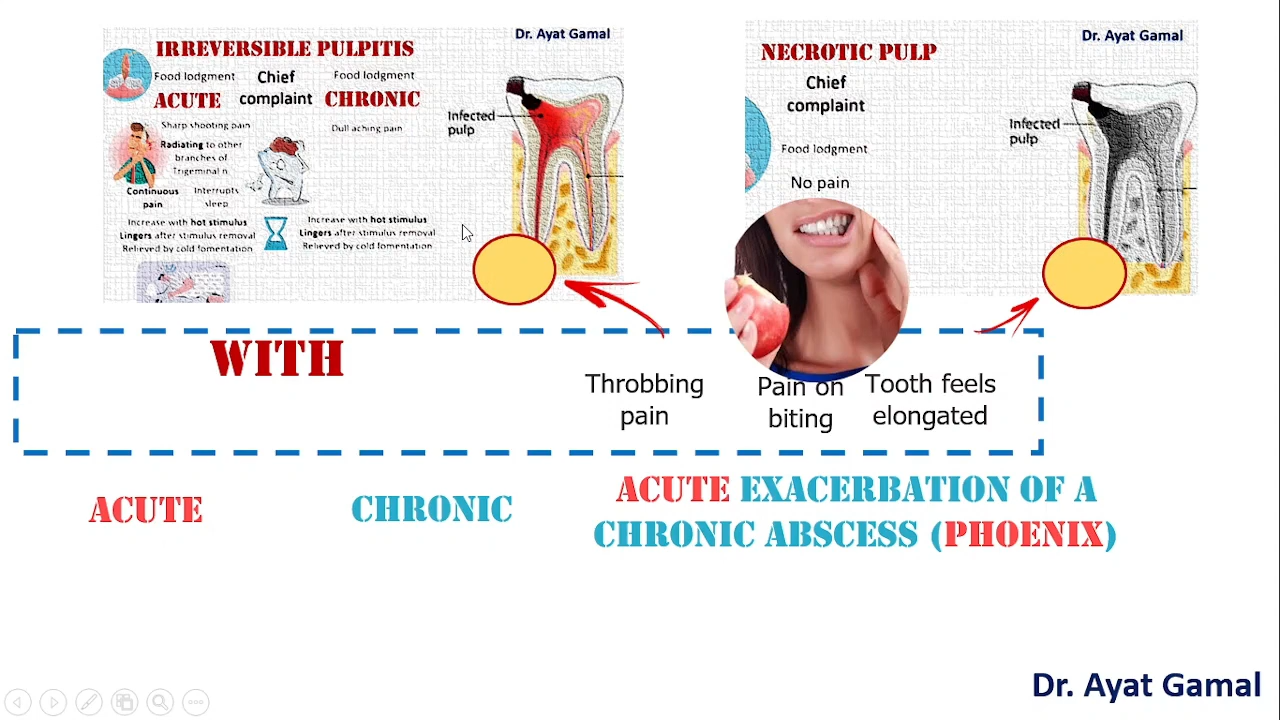 Dr. Ayat Gamal
IRREVERSIBLE PULPITIS
Food lodgment
Chief complaint
Food lodgment
ACUTE
CHRONIC
Sharp shooting pain
Radiating to other
branches of
Trigeminal n
Continuous
pain
Interrupts
sleep
Increase with hot stimulus
Lingers after stimulus removal
Relieved by cold fomentation
Dull aching pain
Increase with hot stimulus
Lingers after stimulus removal
Relieved by cold fomentation
Infected
pulp
Dr. Ayat Gamal
NECROTIC PULP
Chief
complaint
Food lodgment
No pain
Infected
pulp
WITH
Throbbing
pain
Pain on
biting
Tooth feels
elongated
ACUTE
CHRONIC
ACUTE EXACERBATION OF A
CHRONIC ABSCESS (PHOENIX)
Dr. Ayat Gamal